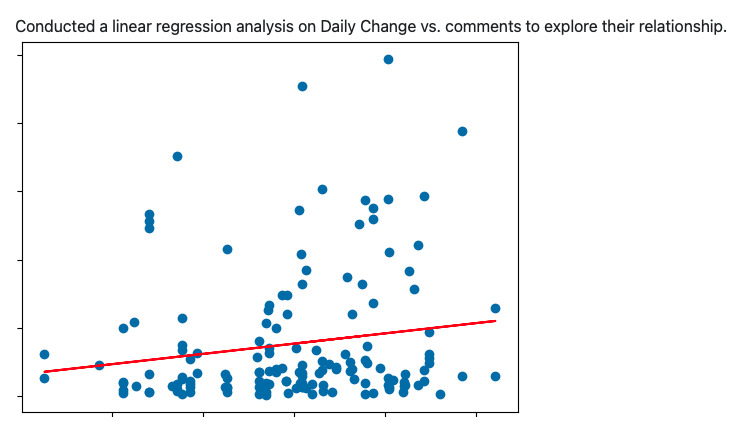 Conducted a linear regression analysis on Daily Change vs. comments to explore their relationship.